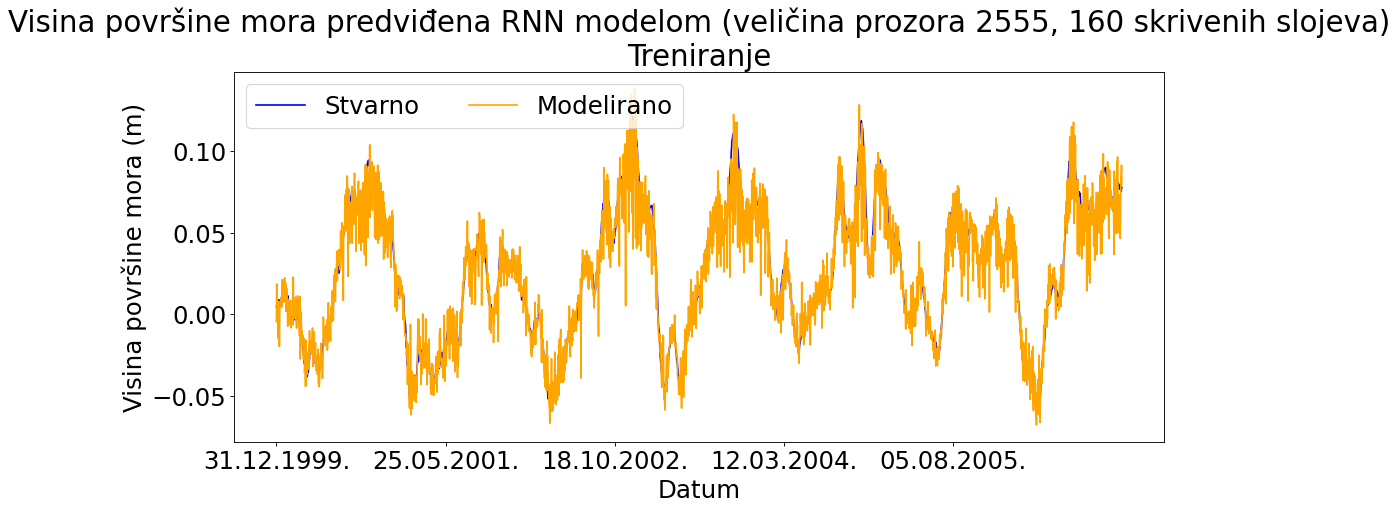 Visina površine mora predviđena RNN modelom (veličina prozora 2555, 160 skrivenih slojeva)
Treniranje
Stvarno Modelirano
Visina površine mora (m)
0.10
0.05
0.00
−0.05
31.12.1999. 25.05.2001. 18.10.2002. 12.03.2004. 05.08.2005.
Datum